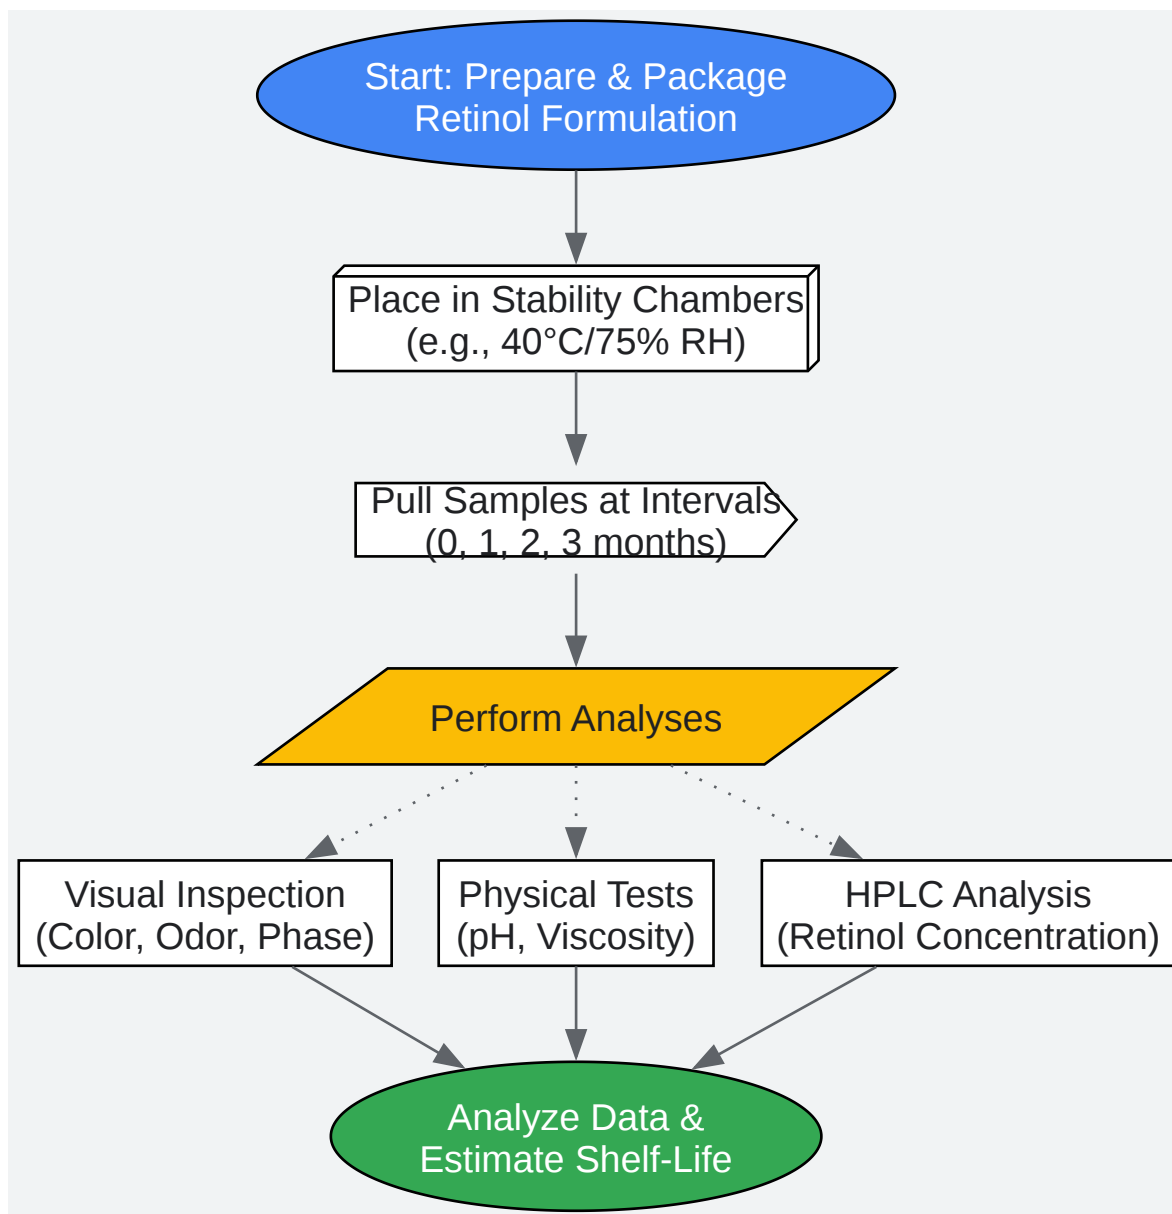 Start: Prepare & Package
Retinol Formulation
Place in Stability Chambers
(e.g., 40°C/75% RH)
Pull Samples at Intervals
(0, 1, 2, 3 months)
Perform Analyses
Visual Inspection
(Color, Odor, Phase)
Physical Tests
(pH, Viscosity)
HPLC Analysis
(Retinol Concentration)
Analyze Data &
Estimate Shelf-Life